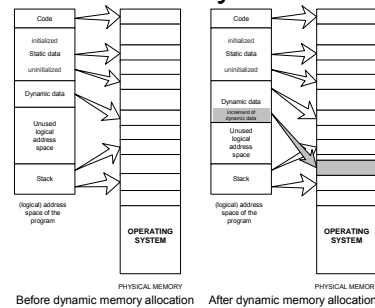 Code
initialized
Static data
uninitialized
Dynamic data
Unused
logical
address
space
Stack
(logical) address
space of the
program
OPERATING
SYSTEM
PHYSICAL MEMORY
Before dynamic memory allocation
Code
initialized
Static data
uninitialized
Dynamic data
increment of
dynamic data
Unused
logical
address
space
Stack
(logical) address
space of the
program
OPERATING
SYSTEM
PHYSICAL MEMOR
After dynamic memory allocation